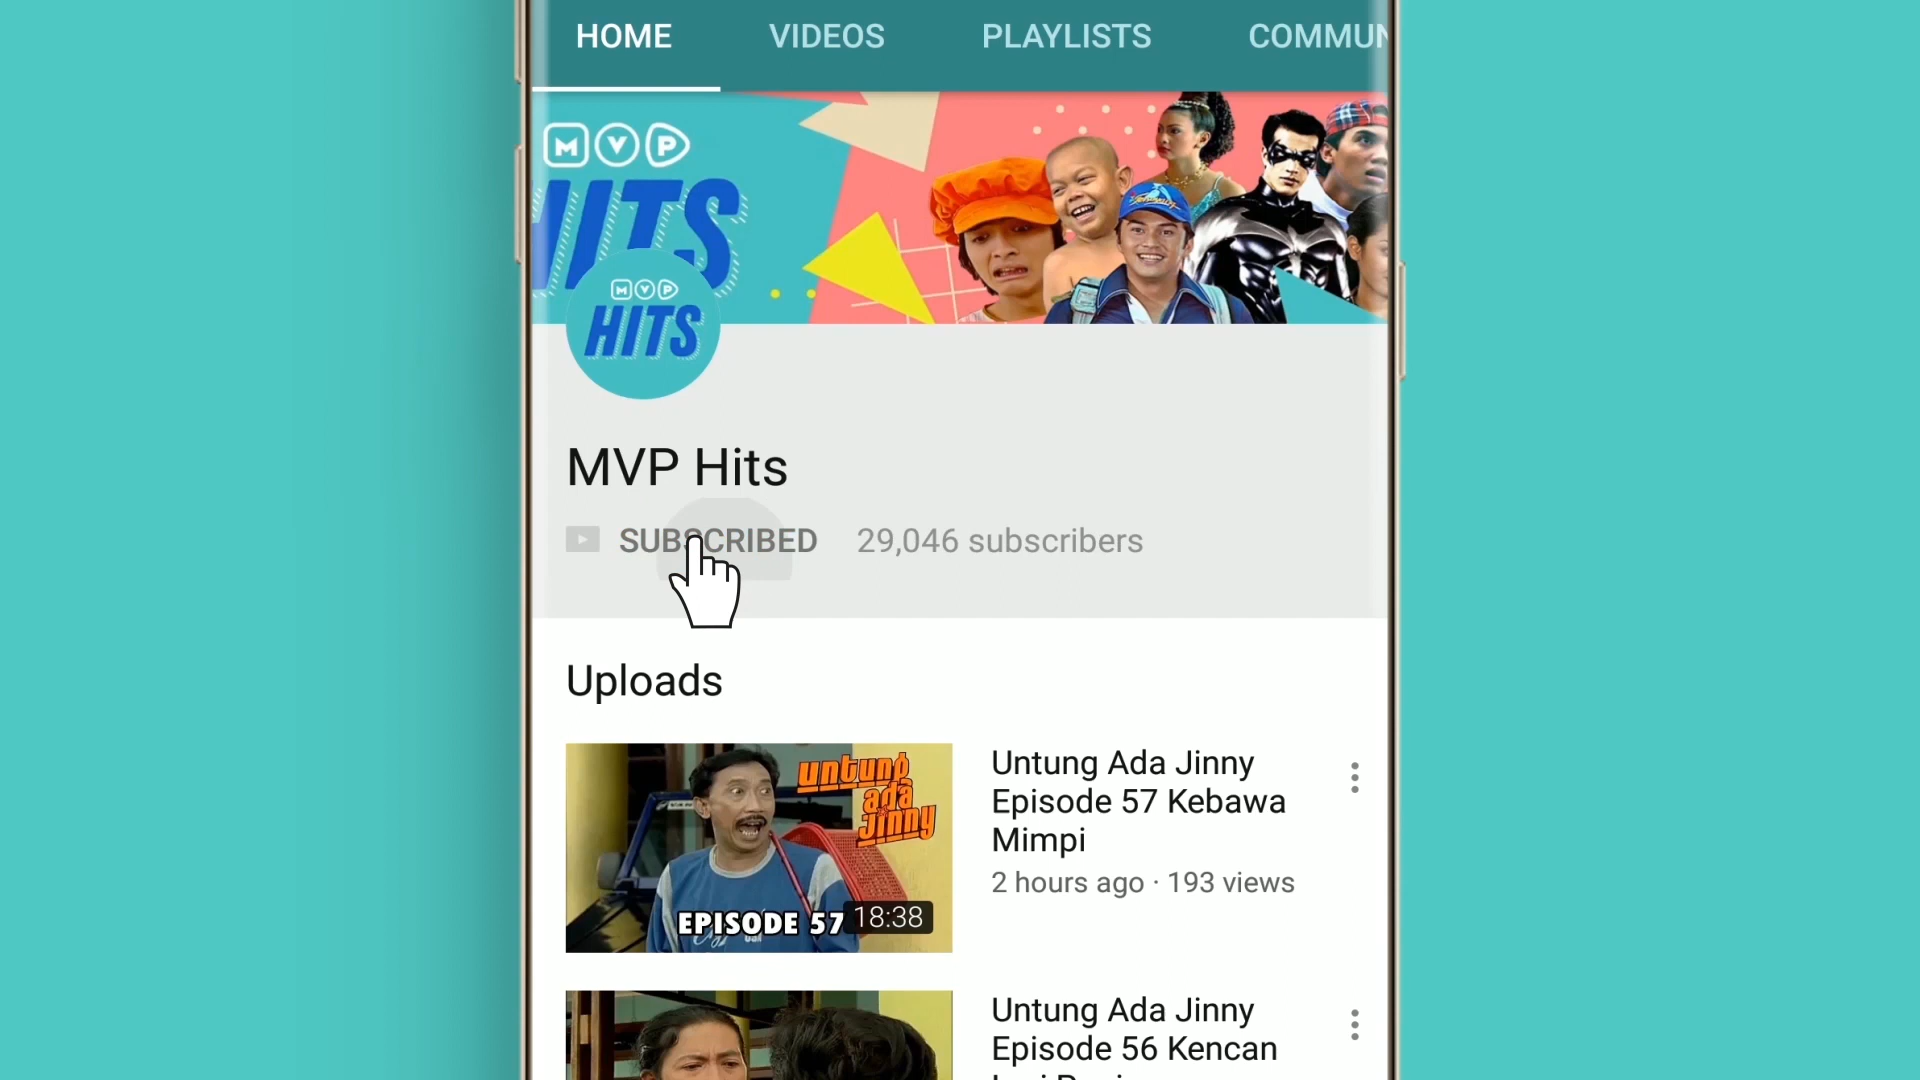 HOME VIDEOS PLAYLISTS COMMUN
MVP
HITS
MVP
HITS
MVP Hits
SUBSCRIBED 29,046 subscribers
Uploads
untung
ada
jinny
EPISODE 57 18:38
Untung Ada Jinny
Episode 57 Kebawa
Mimpi
2 hours ago · 193 views
Untung Ada Jinny
Episode 56 Kencan